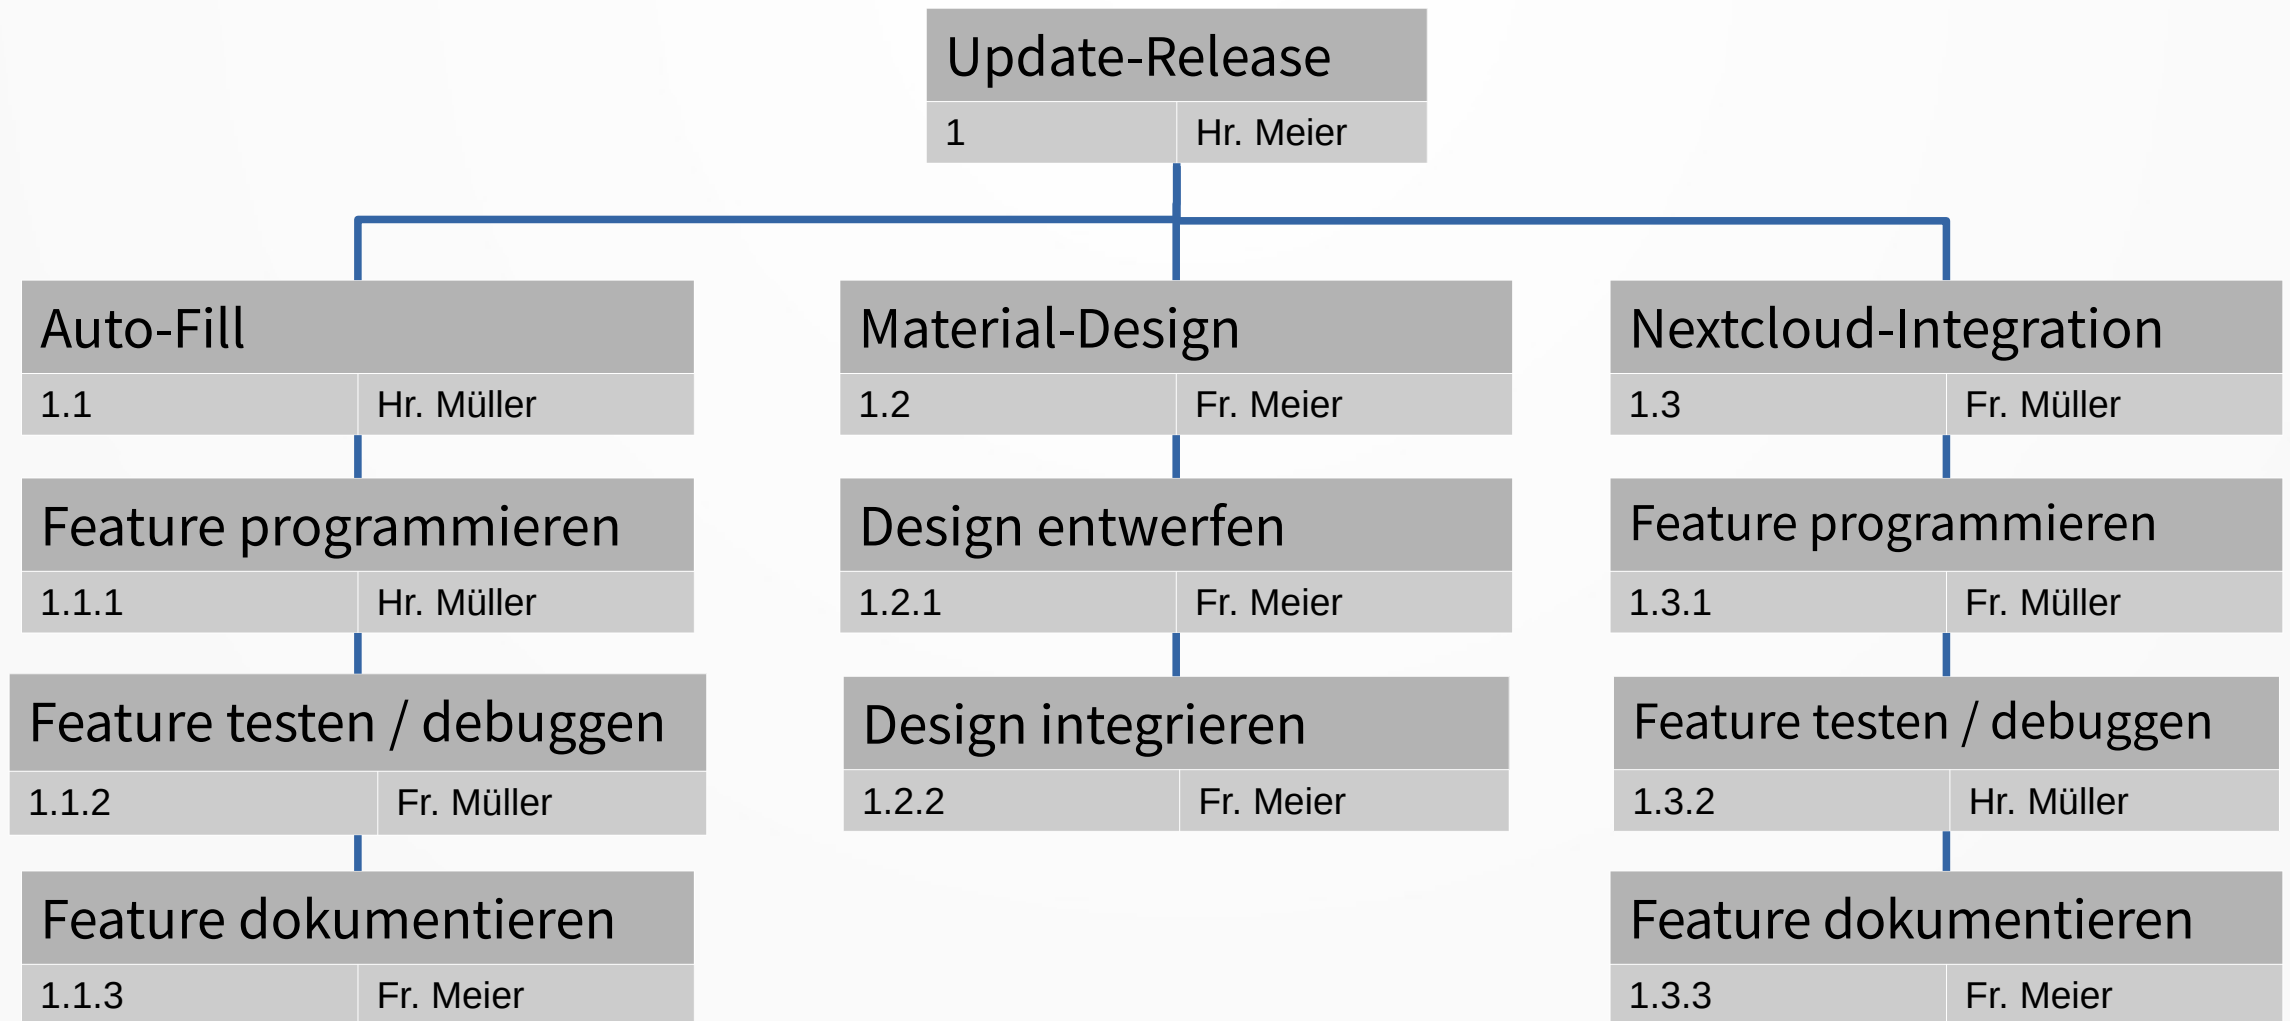 Update-Release
1 Hr. Meier
Auto-Fill
1.1 Hr. Müller
Material-Design
1.2 Fr. Meier
Nextcloud-Integration
1.3 Fr. Müller
Feature programmieren
1.1.1 Hr. Müller
Design entwerfen
1.2.1 Fr. Meier
Feature programmieren
1.3.1 Fr. Müller
Feature testen / debuggen
1.1.2 Fr. Müller
Design integrieren
1.2.2 Fr. Meier
Feature testen / debuggen
1.3.2 Hr. Müller
Feature dokumentieren
1.1.3 Fr. Meier
Feature dokumentieren
1.3.3 Fr. Meier